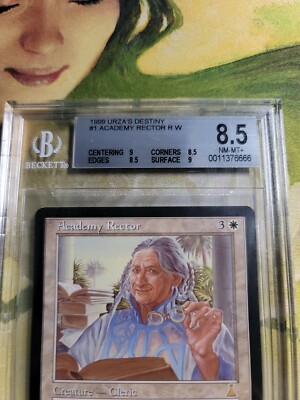 1999 URZA'S DESTINY
#1 ACADEMY RECTOR R W
CENTERING 9 CORNERS 8.5
EDGES 8.5 SURFACE 9
8.5
NM-MT+
0011376666
B
BECKETT
Academy Rector 3
Creature — Cleric